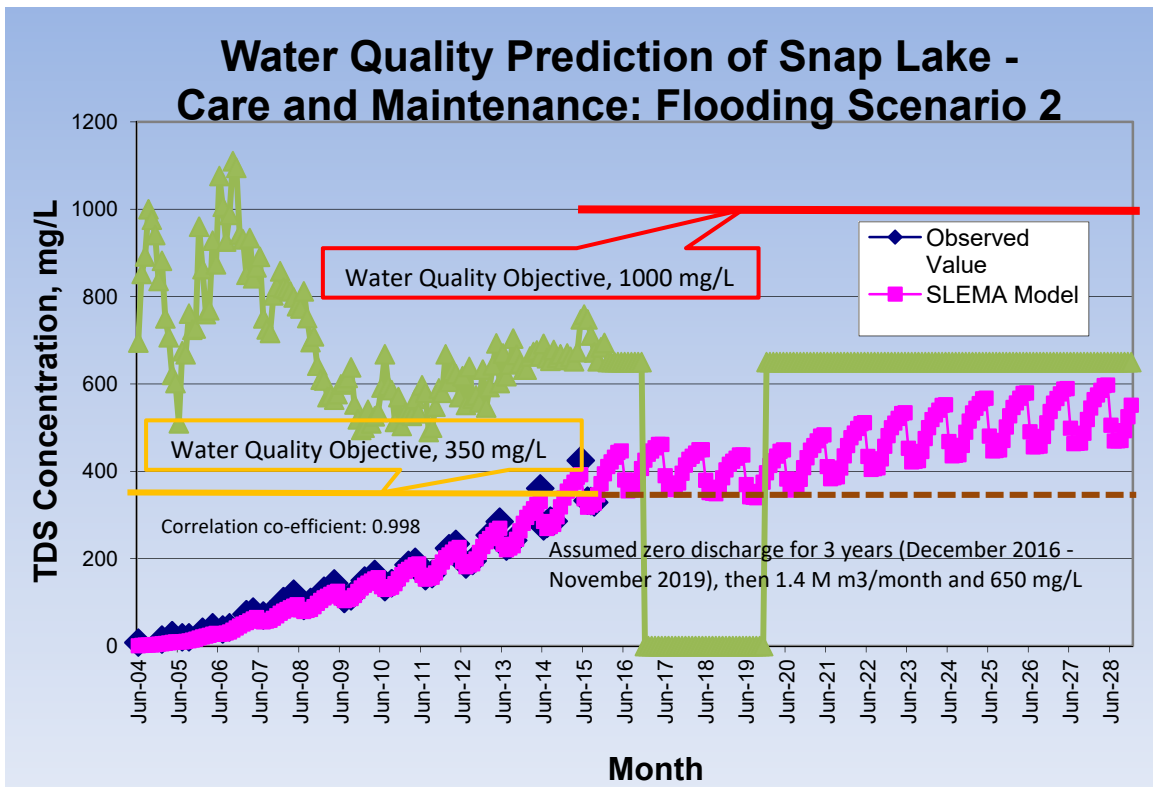 Water Quality Prediction of Snap Lake -
Care and Maintenance: Flooding Scenario 2
TDS Concentration, mg/L
1200
1000
800
600
400
200
0
Water Quality Objective, 1000 mg/L
Observed
Value
SLEMA Model
Water Quality Objective, 350 mg/L
Correlation co-efficient: 0.998
Assumed zero discharge for 3 years (December 2016 -
November 2019), then 1.4 M m3/month and 650 mg/L
Jun-04
Jun-05
Jun-06
Jun-07
Jun-08
Jun-09
Jun-10
Jun-11
Jun-12
Jun-13
Jun-14
Jun-15
Jun-16
Jun-17
Jun-18
Jun-19
Jun-20
Jun-21
Jun-22
Jun-23
Jun-24
Jun-25
Jun-26
Jun-27
Jun-28
Month